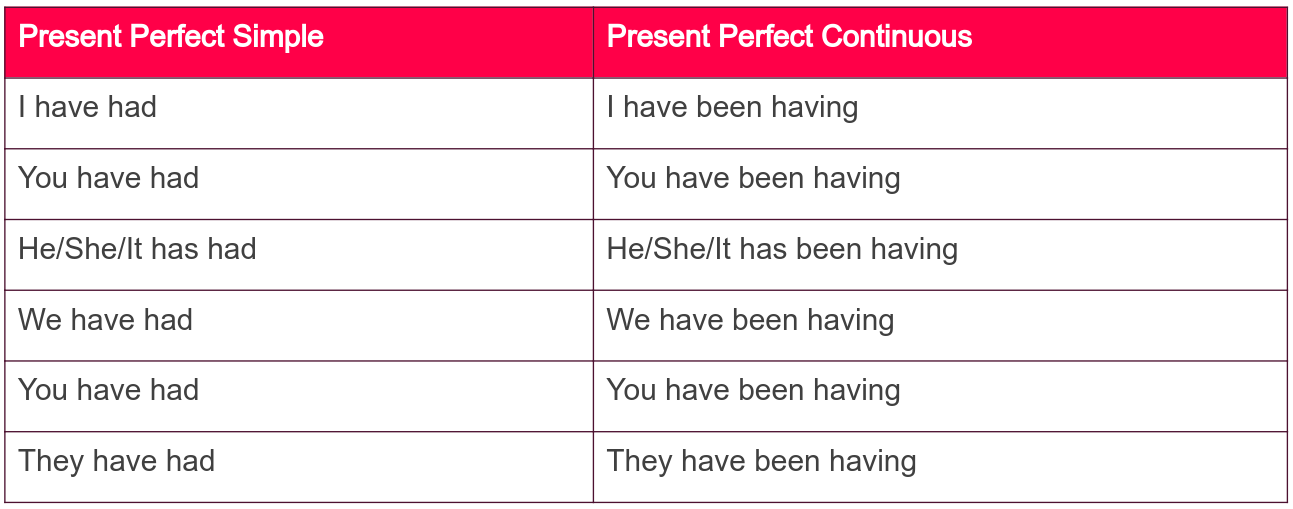 Present Perfect Simple Present Perfect Continuous
I have had I have been having
You have had You have been having
He/She/It has had He/She/It has been having
We have had We have been having
You have had You have been having
They have had They have been having